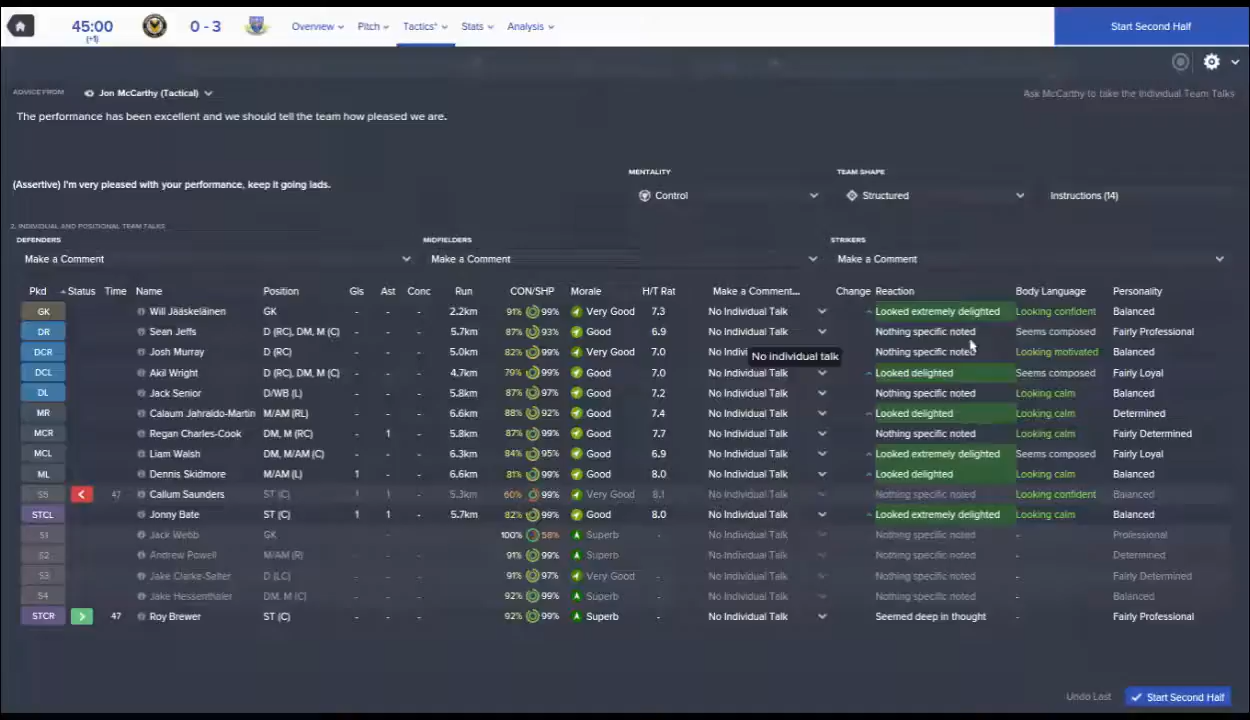 45:00 0 - 3 Overview Pitch Tactics* Stats Analysis Start Second Half
(+1)
ADVICE FROM Jon McCarthy (Tactical) Ask McCarthy to take the Individual Team Talks
The performance has been excellent and we should tell the team how pleased we are.
MENTALITY TEAM SHAPE
(Assertive) I'm very pleased with your performance, keep it going lads.
Control Structured Instructions (14)
2. INDIVIDUAL AND POSITIONAL TEAM TALKS
DEFENDERS MIDFIELDERS STRIKERS
Make a Comment Make a Comment Make a Comment
Pkd Status Time Name Position Gls Ast Conc Run CON/SHP Morale H/T Rat Make a Comment... Change Reaction Body Language Personality
GK Will Jääskeläinen GK - - - 2.2km 91% 99% Very Good 7.3 No Individual Talk Looked extremely delighted Looking confident Balanced
DR Sean Jeffs D (RC), DM, M (C) - - - 5.7km 87% 93% Good 6.9 No Individual Talk Nothing specific noted Seems composed Fairly Professional
DCR Josh Murray D (RC) - - - 5.0km 82% 99% Very Good 7.0 No Indivi Nothing specific noted Looking motivated Balanced
No individual talk
DCL Akil Wright D (RC), DM, M (C) - - - 4.7km 79% 99% Good 7.0 No Individual Talk Looked delighted Seems composed Fairly Loyal
DL Jack Senior D/WB (L) - - - 5.8km 87% 97% Good 7.2 No Individual Talk Nothing specific noted Looking calm Balanced
MR Calaum Jahraldo-Martin M/AM (RL) - - - 6.6km 88% 92% Good 7.4 No Individual Talk Looked delighted Looking calm Determined
MCR Regan Charles-Cook DM, M (RC) - 1 - 5.8km 87% 99% Good 7.7 No Individual Talk Nothing specific noted Looking calm Fairly Determined
MCL Liam Walsh DM, M/AM (C) - - - 6.3km 84% 95% Good 6.9 No Individual Talk Looked extremely delighted Seems composed Fairly Loyal
ML Dennis Skidmore M/AM (L) 1 - - 6.6km 81% 99% Good 8.0 No Individual Talk Looked delighted Looking calm Balanced
S5 47 Callum Saunders ST (C) 1 1 - 5.3km 60% 99% Very Good 8.1 No Individual Talk Nothing specific noted Looking confident Balanced
STCL Jonny Bate ST (C) 1 1 - 5.7km 82% 99% Good 8.0 No Individual Talk Looked extremely delighted Looking calm Balanced
S1 Jack Webb GK 100% 58% Superb - No Individual Talk Nothing specific noted - Professional
S2 Andrew Powell M/AM (R) 91% 99% Superb - No Individual Talk Nothing specific noted - Determined
S3 Jake Clarke-Salter D (LC) 91% 97% Very Good - No Individual Talk Nothing specific noted - Fairly Determined
S4 Jake Hessenthaler DM, M (C) 92% 99% Superb - No Individual Talk Nothing specific noted - Balanced
STCR 47 Roy Brewer ST (C) 92% 99% Superb - No Individual Talk Seemed deep in thought - Fairly Professional
Undo Last Start Second Half